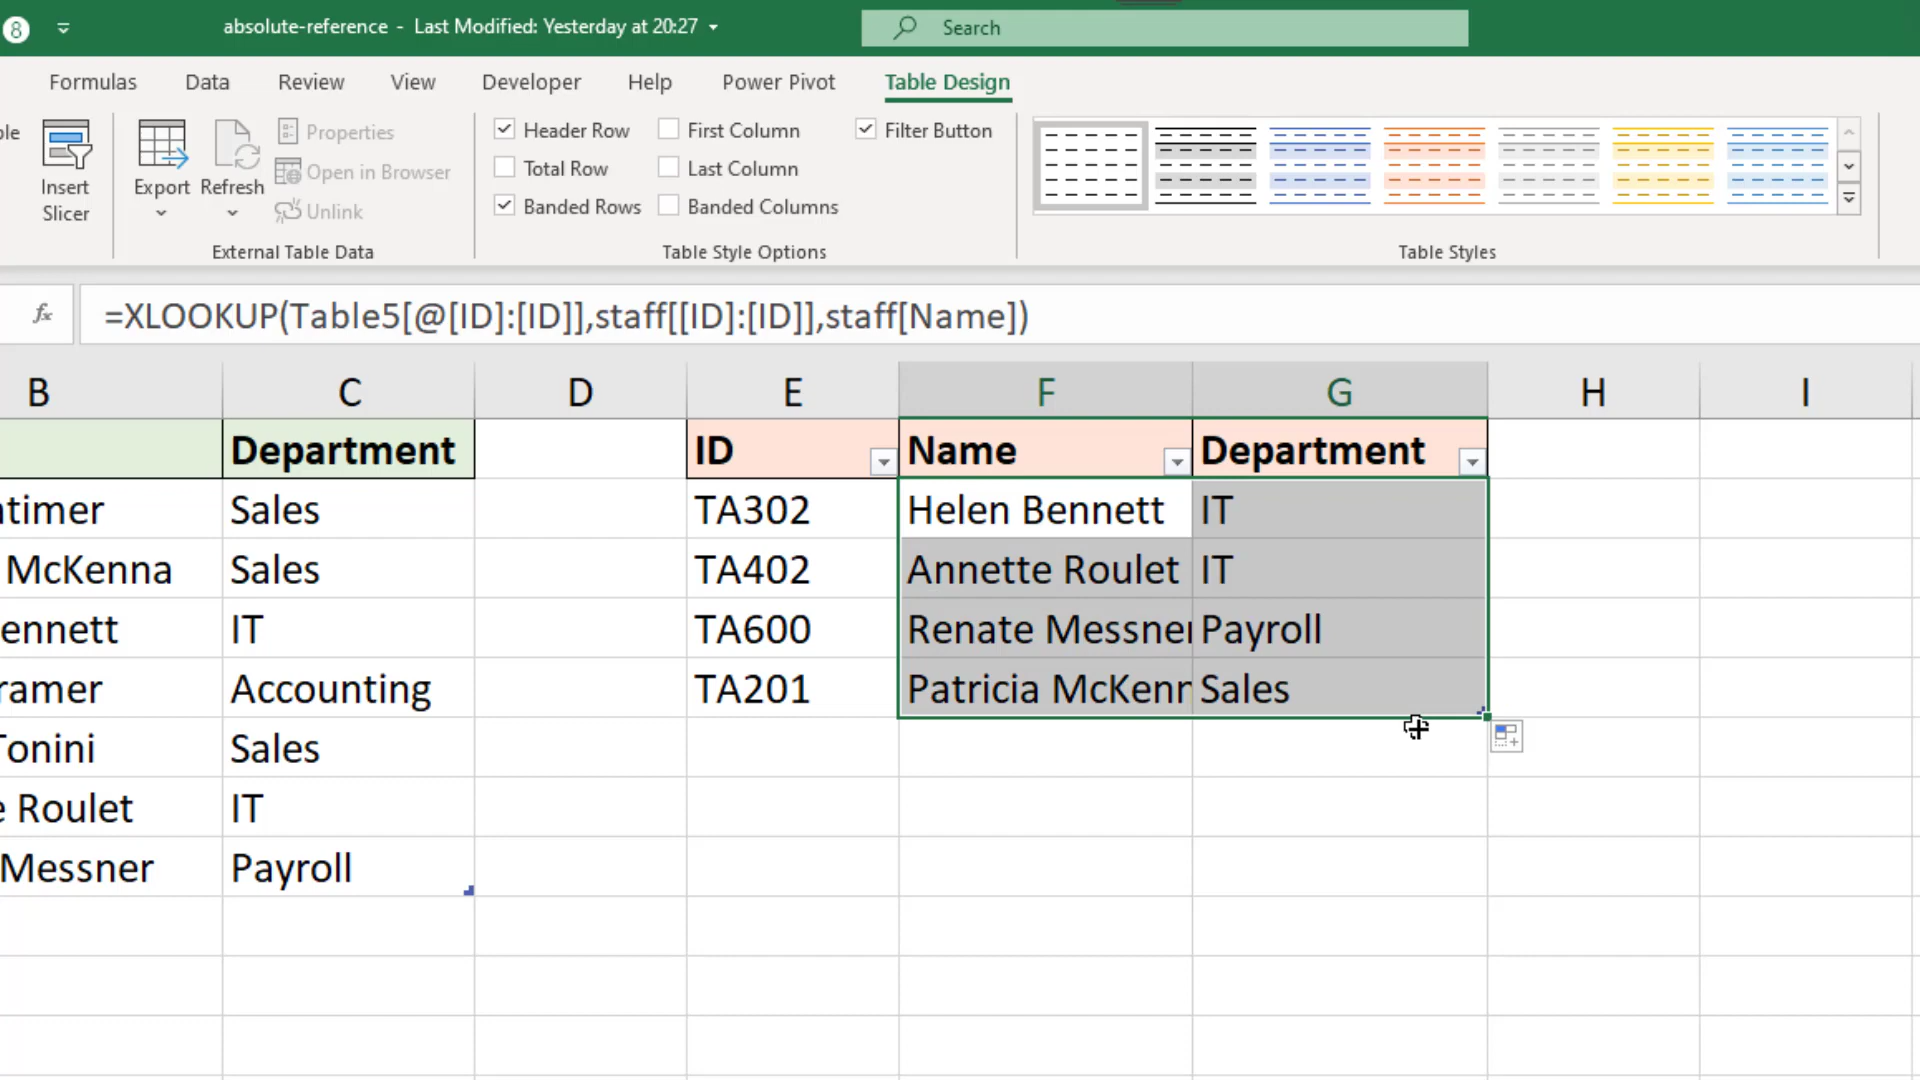 8
absolute-reference - Last Modified: Yesterday at 20:27
Search
Formulas Data Review View Developer Help Power Pivot Table Design
Insert Slicer
Export
Refresh
Properties
Open in Browser
Unlink
External Table Data
Header Row
First Column
Filter Button
Total Row
Last Column
Banded Rows
Banded Columns
Table Style Options
Table Styles
fx =XLOOKUP(Table5[@[ID]:[ID]],staff[[ID]:[ID]],staff[Name])
B C D E F G H I
Department ID Name Department
timer Sales TA302 Helen Bennett IT
McKenna Sales TA402 Annette Roulet IT
ennett IT TA600 Renate Messner Payroll
ramer Accounting TA201 Patricia McKenn Sales
Tonini Sales
e Roulet IT
Messner Payroll